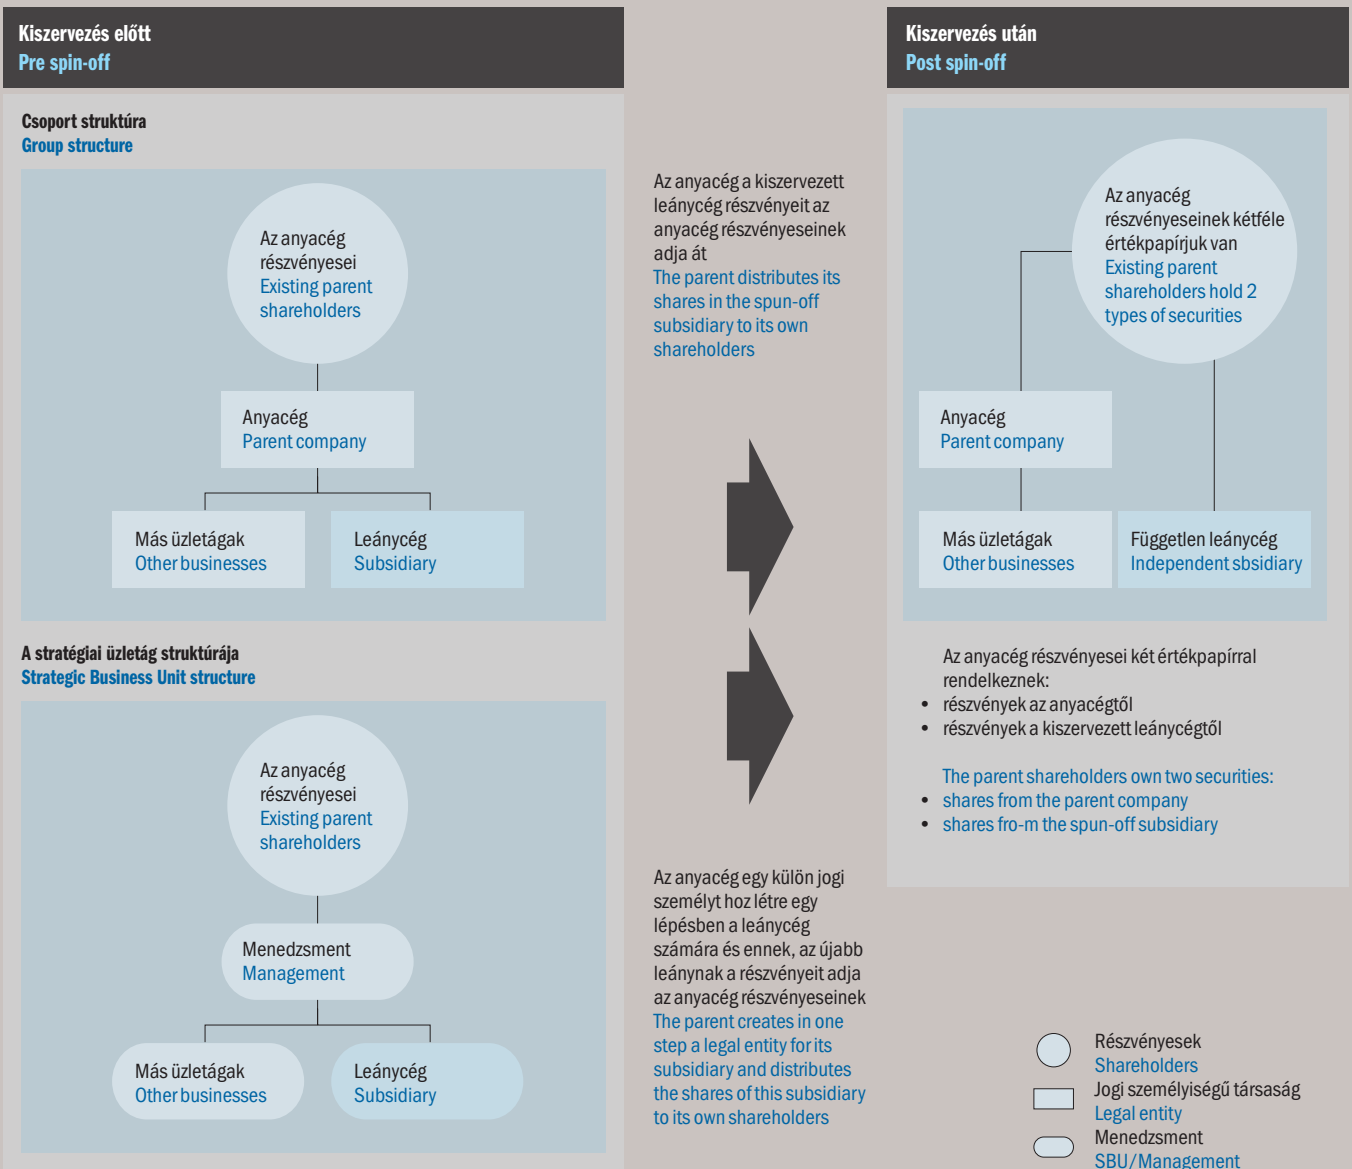 Kiszervezés előtt
Pre spin-off
Csoport struktúra
Group structure
Az anyacég
részvényesei
Existing parent
shareholders
Anyacég
Parent company
Más üzletágak
Other businesses
Leánycég
Subsidiary
A stratégiai üzletág struktúrája
Strategic Business Unit structure
Az anyacég
részvényesei
Existing parent
shareholders
Menedzsment
Management
Más üzletágak
Other businesses
Leánycég
Subsidiary
Az anyacég a kiszervezett
leánycég részvényeit az
anyacég részvényeseinek
adja át
The parent distributes its
shares in the spun-off
subsidiary to its own
shareholders
Az anyacég egy külön jogi
személyt hoz létre egy
lépésben a leánycég
számára és ennek, az újabb
leánynak a részvényeit adja
az anyacég részvényeseinek
The parent creates in one
step a legal entity for its
subsidiary and distributes
the shares of this subsidiary
to its own shareholders
Kiszervezés után
Post spin-off
Az anyacég
részvényeseinek kétféle
értékpapírjuk van
Existing parent
shareholders hold 2
types of securities
Anyacég
Parent company
Más üzletágak
Other businesses
Független leánycég
Independent sbsidiary
Az anyacég részvényesei két értékpapírral
rendelkeznek:
• részvények az anyacégtől
• részvények a kiszervezett leánycégtől
The parent shareholders own two securities:
• shares from the parent company
• shares fro-m the spun-off subsidiary
Részvényesek
Shareholders
Jogi személyiségű társaság
Legal entity
Menedzsment
SBU/Management